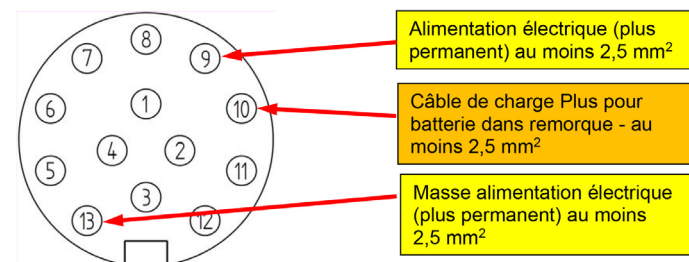 8
7
9
6
1
10
4
2
5
11
3
13
12
Alimentation électrique (plus
permanent) au moins 2,5 mm²
Câble de charge Plus pour
batterie dans remorque - au
moins 2,5 mm²
Masse alimentation électrique
(plus permanent) au moins
2,5 mm²